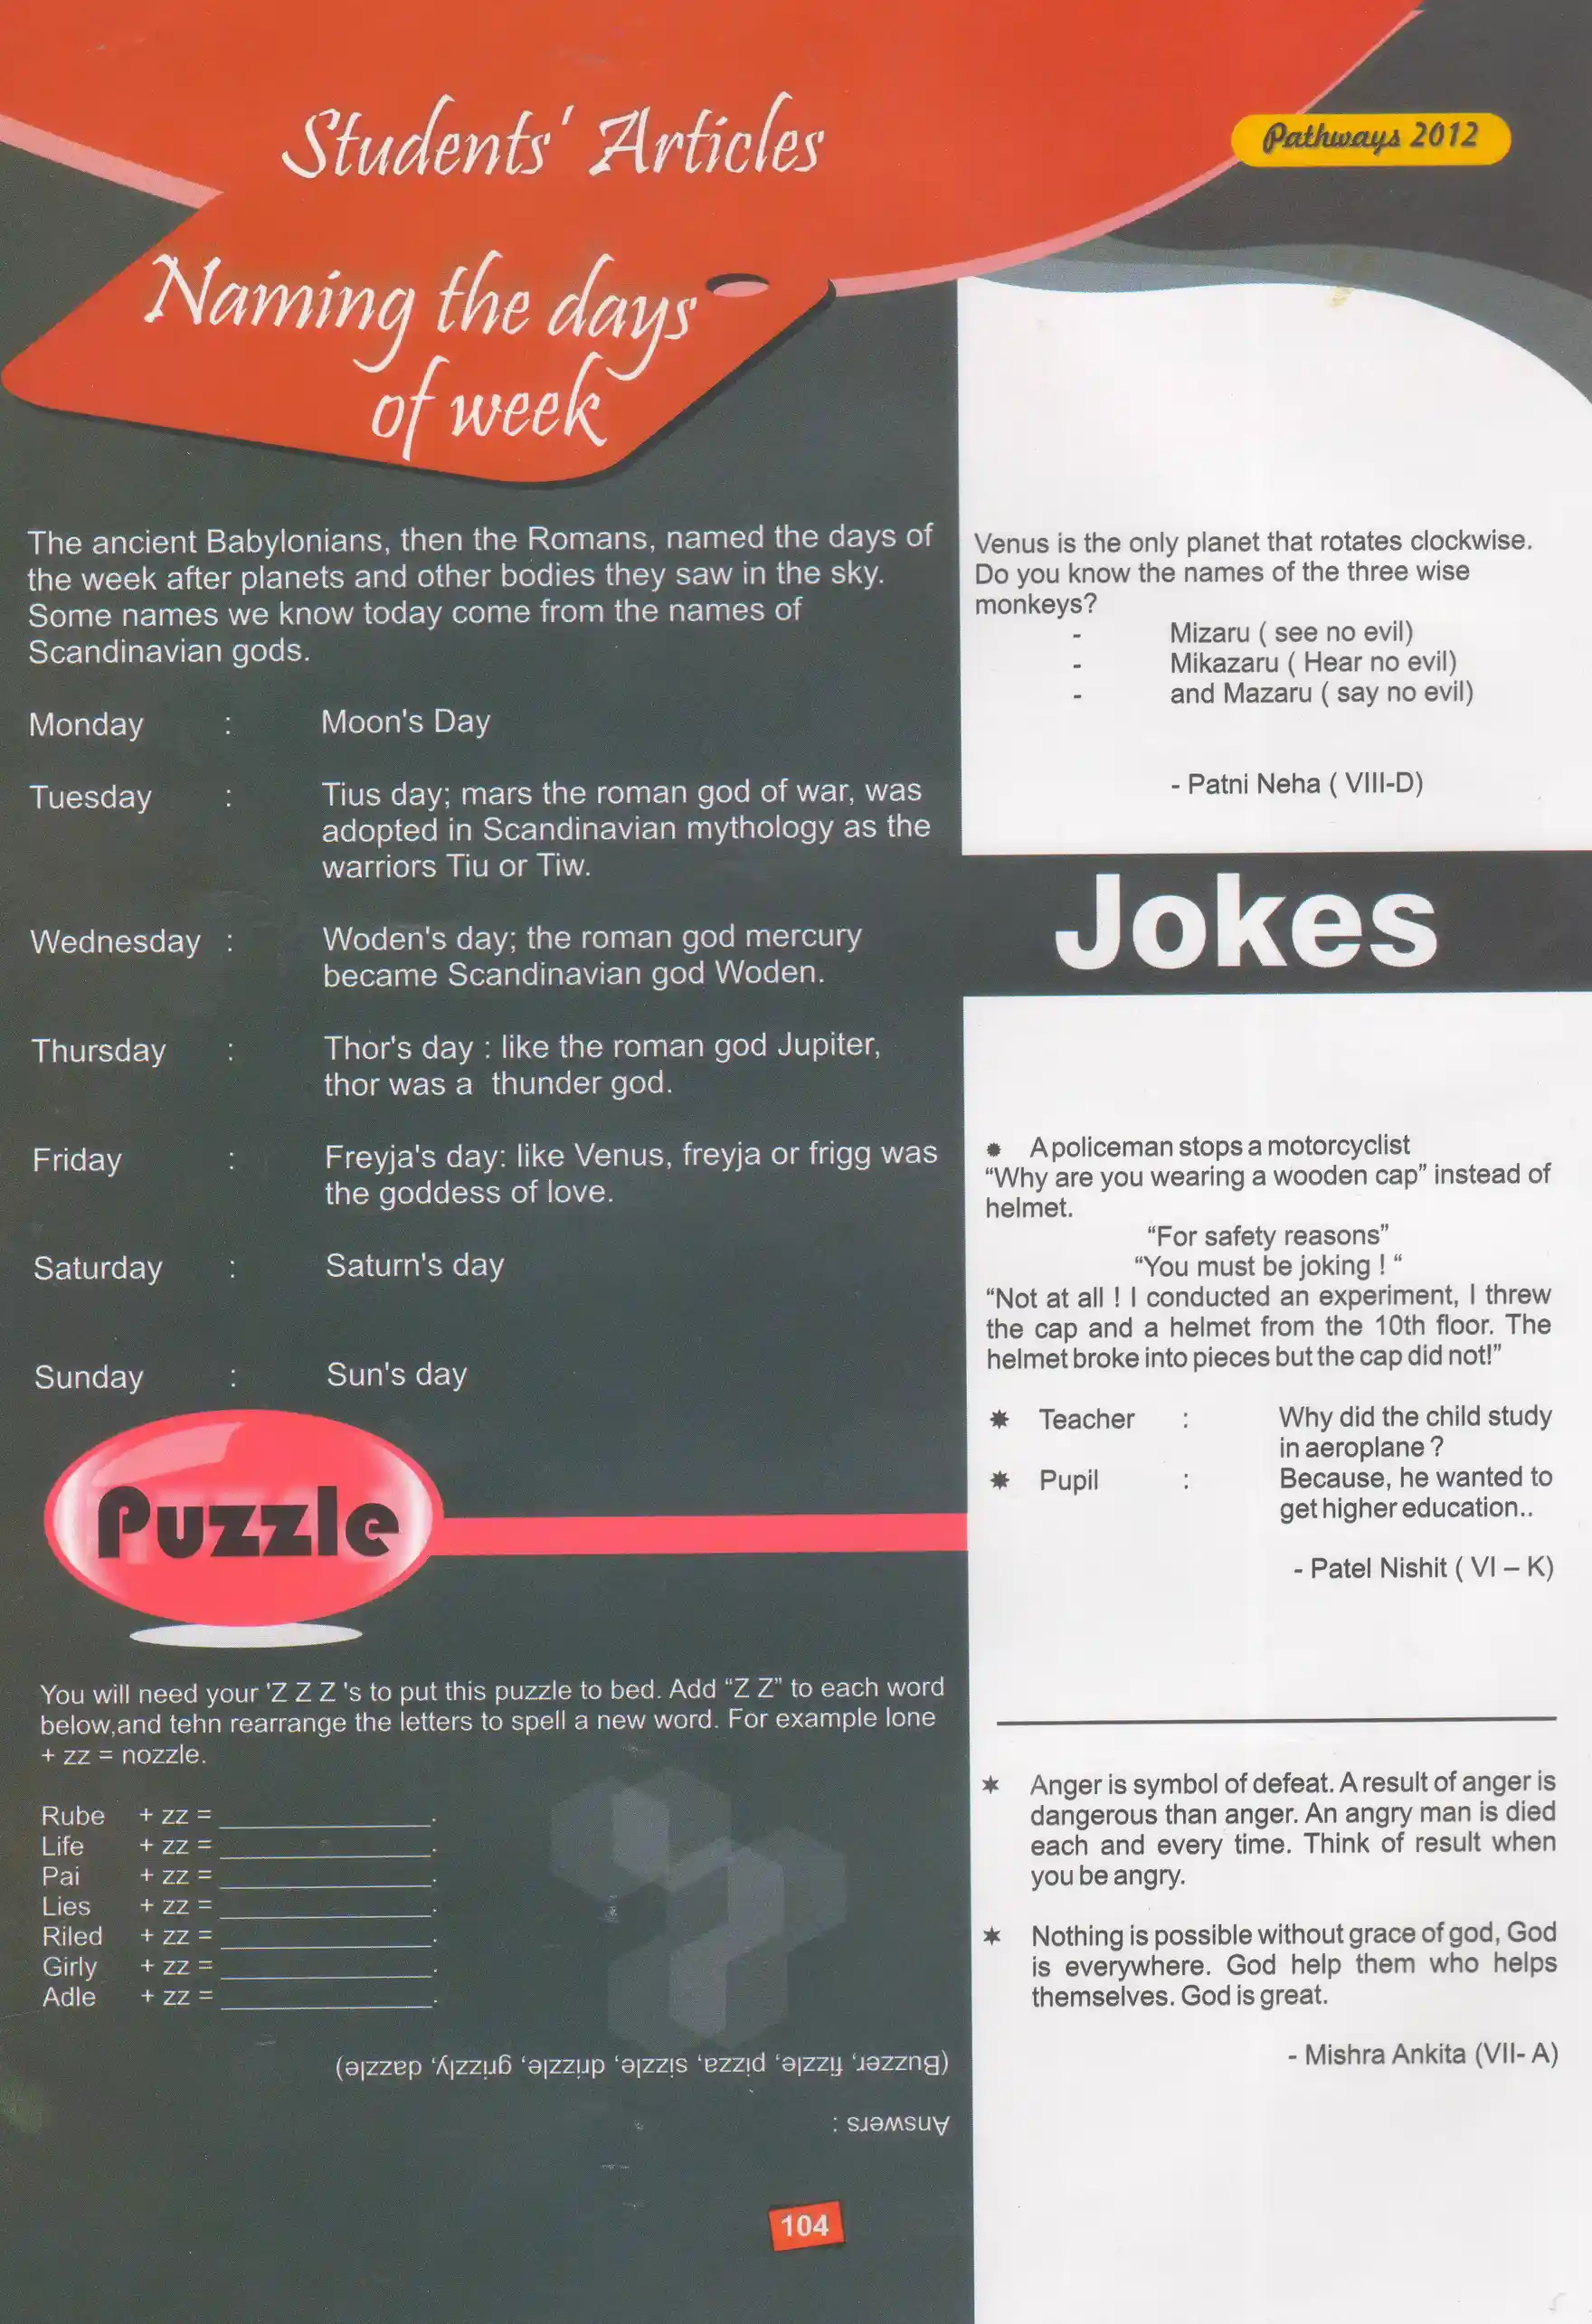 Students' Articles
Pathways 2012
Naming the days
of week
The ancient Babylonians, then the Romans, named the days of
the week after planets and other bodies they saw in the sky.
Some names we know today come from the names of
Scandinavian gods.
Monday : Moon's Day
Tuesday : Tius day; mars the roman god of war, was
adopted in Scandinavian mythology as the
warriors Tiu or Tiw.
Wednesday : Woden's day; the roman god mercury
became Scandinavian god Woden.
Thursday : Thor's day : like the roman god Jupiter,
thor was a thunder god.
Friday : Freyja's day: like Venus, freyja or frigg was
the goddess of love.
Saturday : Saturn's day
Sunday : Sun's day
Puzzle
You will need your 'Z Z Z 's to put this puzzle to bed. Add “Z Z” to each word
below,and tehn rearrange the letters to spell a new word. For example lone
+ zz = nozzle.
Rube + zz = _______________.
Life + zz = _______________.
Pai + zz = _______________.
Lies + zz = _______________.
Riled + zz = _______________.
Girly + zz = _______________.
Adle + zz = _______________.
Answers :
(Buzzer, fizzle, pizza, sizzle, drizzle, grizzly, dazzle)
104
Venus is the only planet that rotates clockwise.
Do you know the names of the three wise
monkeys?
- Mizaru ( see no evil)
- Mikazaru ( Hear no evil)
- and Mazaru ( say no evil)
- Patni Neha ( VIII-D)
Jokes
A policeman stops a motorcyclist
“Why are you wearing a wooden cap” instead of
helmet.
“For safety reasons”
“You must be joking ! “
“Not at all ! I conducted an experiment, I threw
the cap and a helmet from the 10th floor. The
helmet broke into pieces but the cap did not!”
Teacher : Why did the child study
in aeroplane ?
Pupil : Because, he wanted to
get higher education..
- Patel Nishit ( VI – K)
Anger is symbol of defeat. A result of anger is
dangerous than anger. An angry man is died
each and every time. Think of result when
you be angry.
Nothing is possible without grace of god, God
is everywhere. God help them who helps
themselves. God is great.
- Mishra Ankita (VII- A)